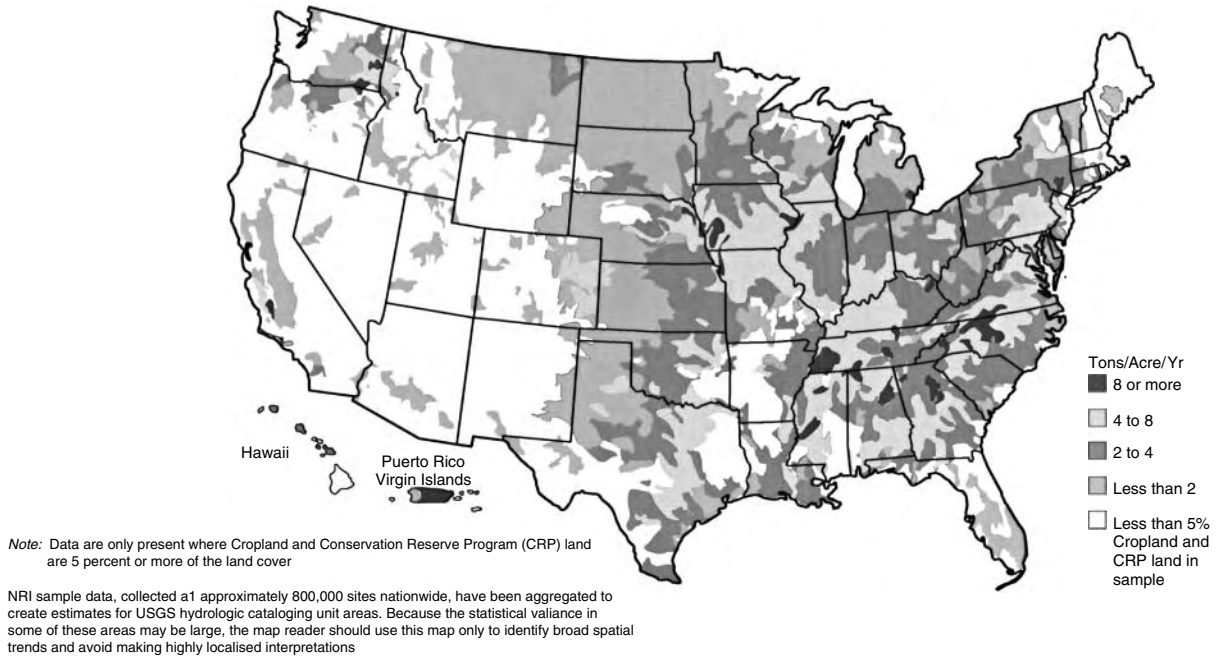 Tons/Acre/Yr
8 or more
4 to 8
2 to 4
Less than 2
Less than 5%
Cropland and
CRP land in
sample
Hawaii
Puerto Rico
Virgin Islands
Note: Data are only present where Cropland and Conservation Reserve Program (CRP) land
are 5 percent or more of the land cover
NRI sample data, collected a1 approximately 800,000 sites nationwide, have been aggregated to
create estimates for USGS hydrologic cataloging unit areas. Because the statistical valiance in
some of these areas may be large, the map reader should use this map only to identify broad spatial
trends and avoid making highly localised interpretations